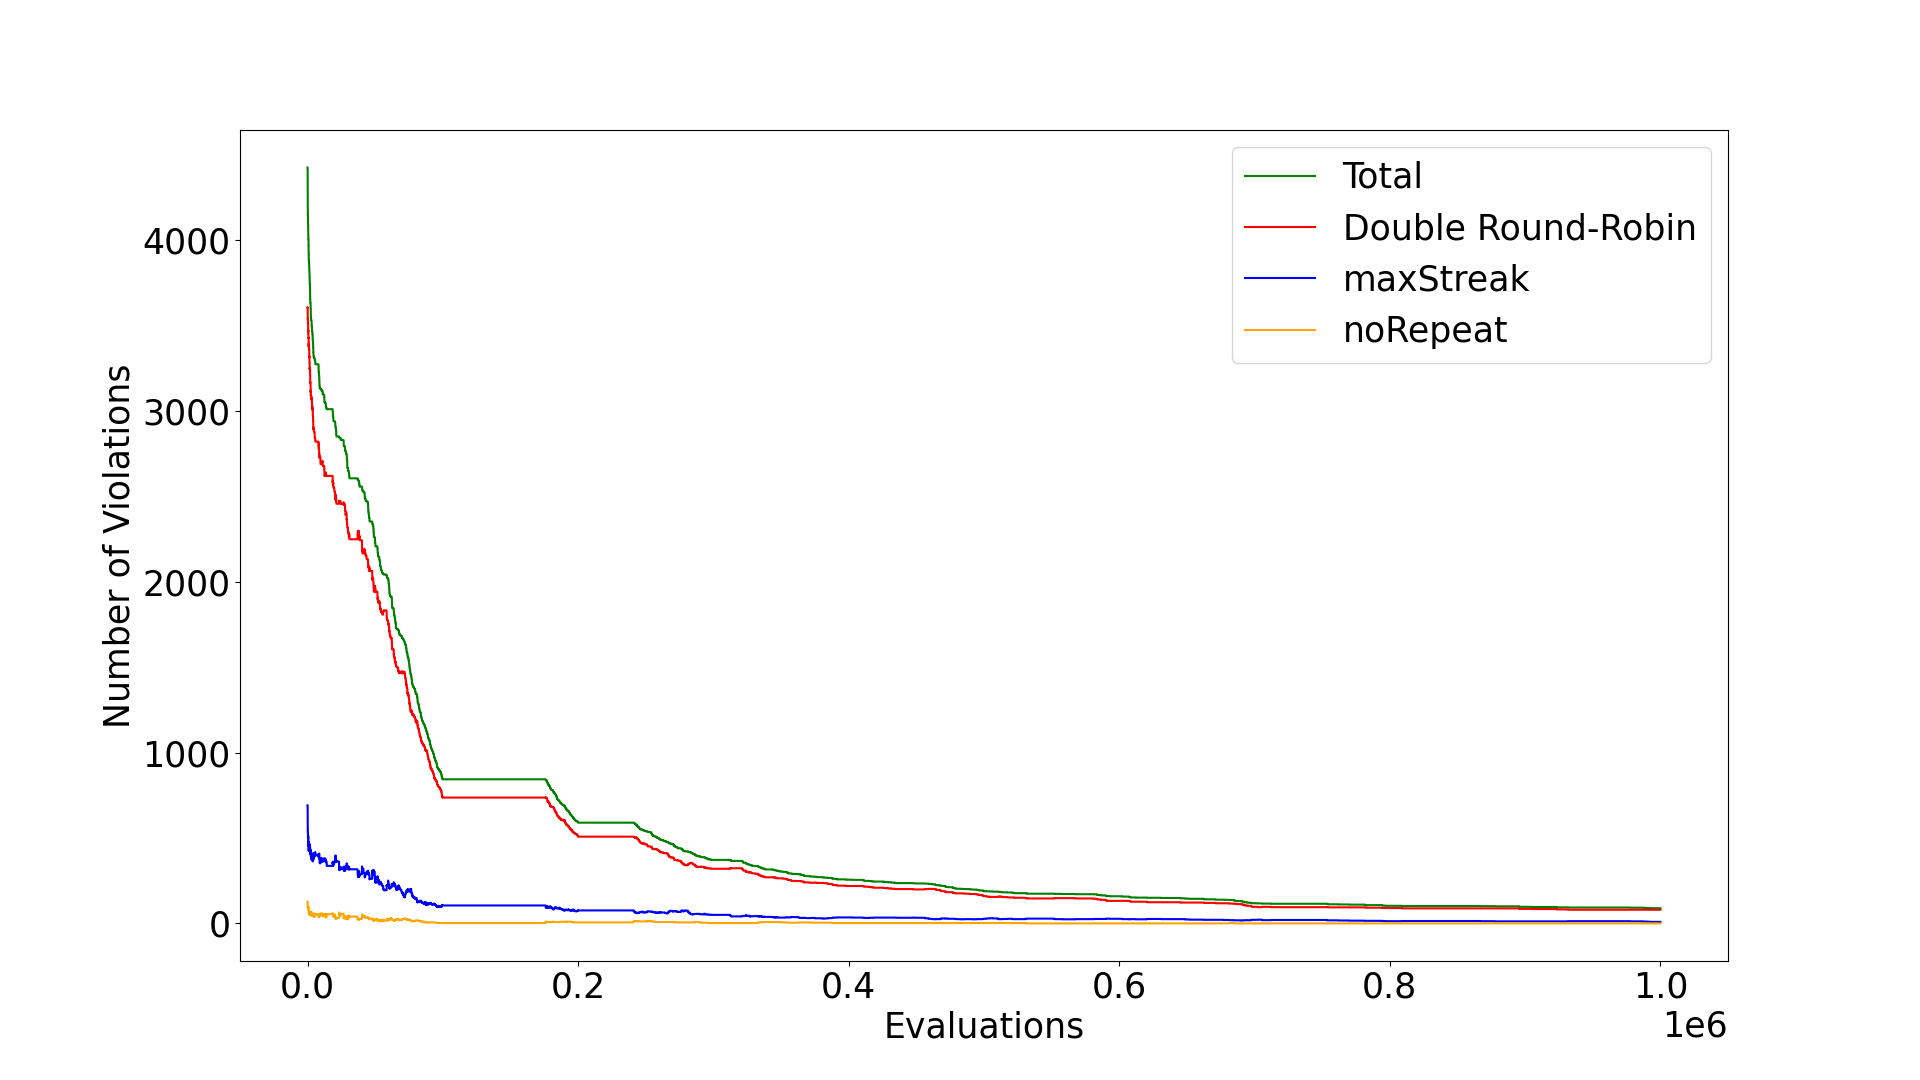 Total
Double Round-Robin
maxStreak
noRepeat
Number of Violations
4000
3000
2000
1000
0
0.0 0.2 0.4 0.6 0.8 1.0
Evaluations
1e6